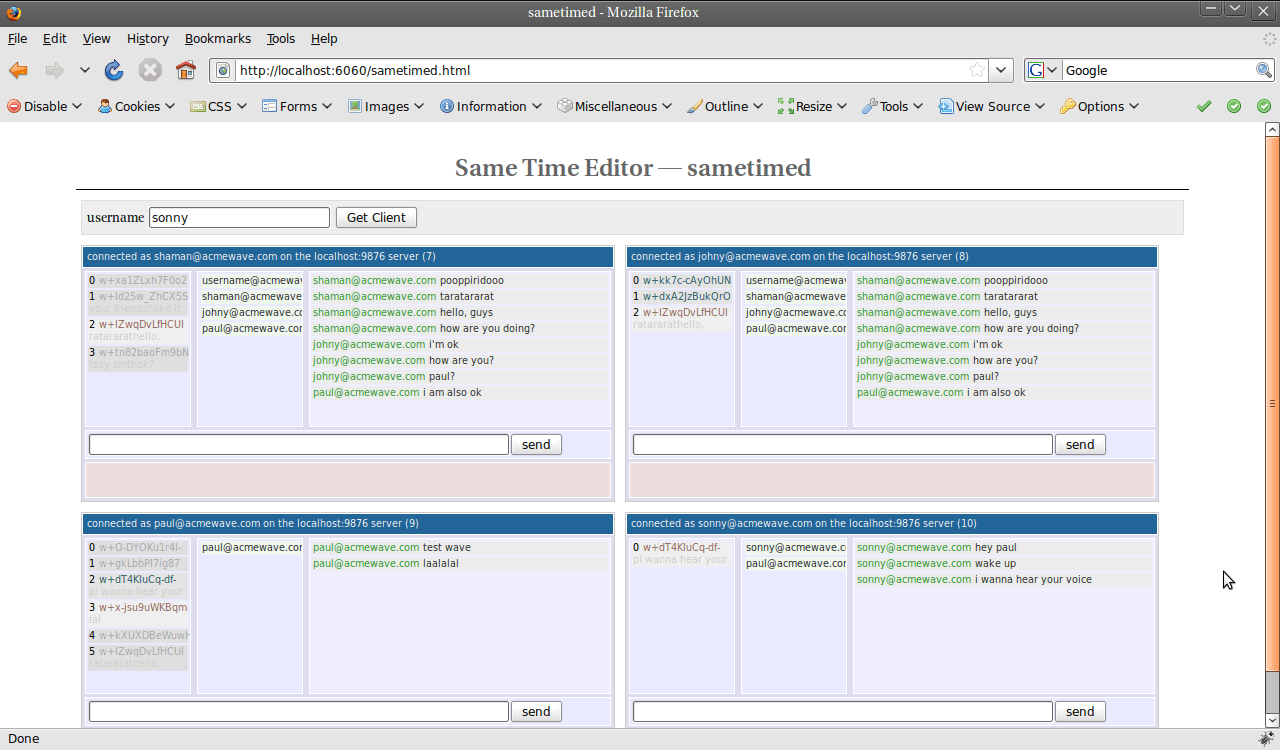 sametimed - Mozilla Firefox
File Edit View History Bookmarks Tools Help
http://localhost:6060/sametimed.html
G Google
Disable Cookies CSS Forms Images Information Miscellaneous Outline Resize Tools View Source Options
Same Time Editor — sametimed
username sonny Get Client
connected as shaman@acmewave.com on the localhost:9876 server (7)
0 w+xa1ZLxh7F0o2
1 w+ld25w_ZhCX5S
your friendshake-it
2 w+IZwqDvLfHCUI
ratararathello,
3 w+tn82baoFm9bN
!say smthok?
username@acmewav
shaman@acmewave
johny@acmewave.co
paul@acmewave.cor
shaman@acmewave.com pooppiridooo
shaman@acmewave.com taratararat
shaman@acmewave.com hello, guys
shaman@acmewave.com how are you doing?
johny@acmewave.com i'm ok
johny@acmewave.com how are you?
johny@acmewave.com paul?
paul@acmewave.com i am also ok
send
connected as johny@acmewave.com on the localhost:9876 server (8)
0 w+kk7c-cAyOhUN
1 w+dxA2JzBukQrO
2 w+IZwqDvLfHCUI
ratararathello,
username@acmewav
shaman@acmewave
johny@acmewave.co
paul@acmewave.cor
shaman@acmewave.com pooppiridooo
shaman@acmewave.com taratararat
shaman@acmewave.com hello, guys
shaman@acmewave.com how are you doing?
johny@acmewave.com i'm ok
johny@acmewave.com how are you?
johny@acmewave.com paul?
paul@acmewave.com i am also ok
send
connected as paul@acmewave.com on the localhost:9876 server (9)
0 w+O-DYOKu1r4I-
1 w+gkLbbPI7ig87
2 w+dT4KluCq-df-
pi wanna hear your
3 w+x-jsu9uWKBqm
lal
4 w+kXUXDBeWuwH
5 w+IZwqDvLfHCUI
ratararathello,
paul@acmewave.cor
paul@acmewave.com test wave
paul@acmewave.com laalalal
send
connected as sonny@acmewave.com on the localhost:9876 server (10)
0 w+dT4KluCq-df-
pi wanna hear your
sonny@acmewave.c
paul@acmewave.cor
sonny@acmewave.com hey paul
sonny@acmewave.com wake up
sonny@acmewave.com i wanna hear your voice
send
Done